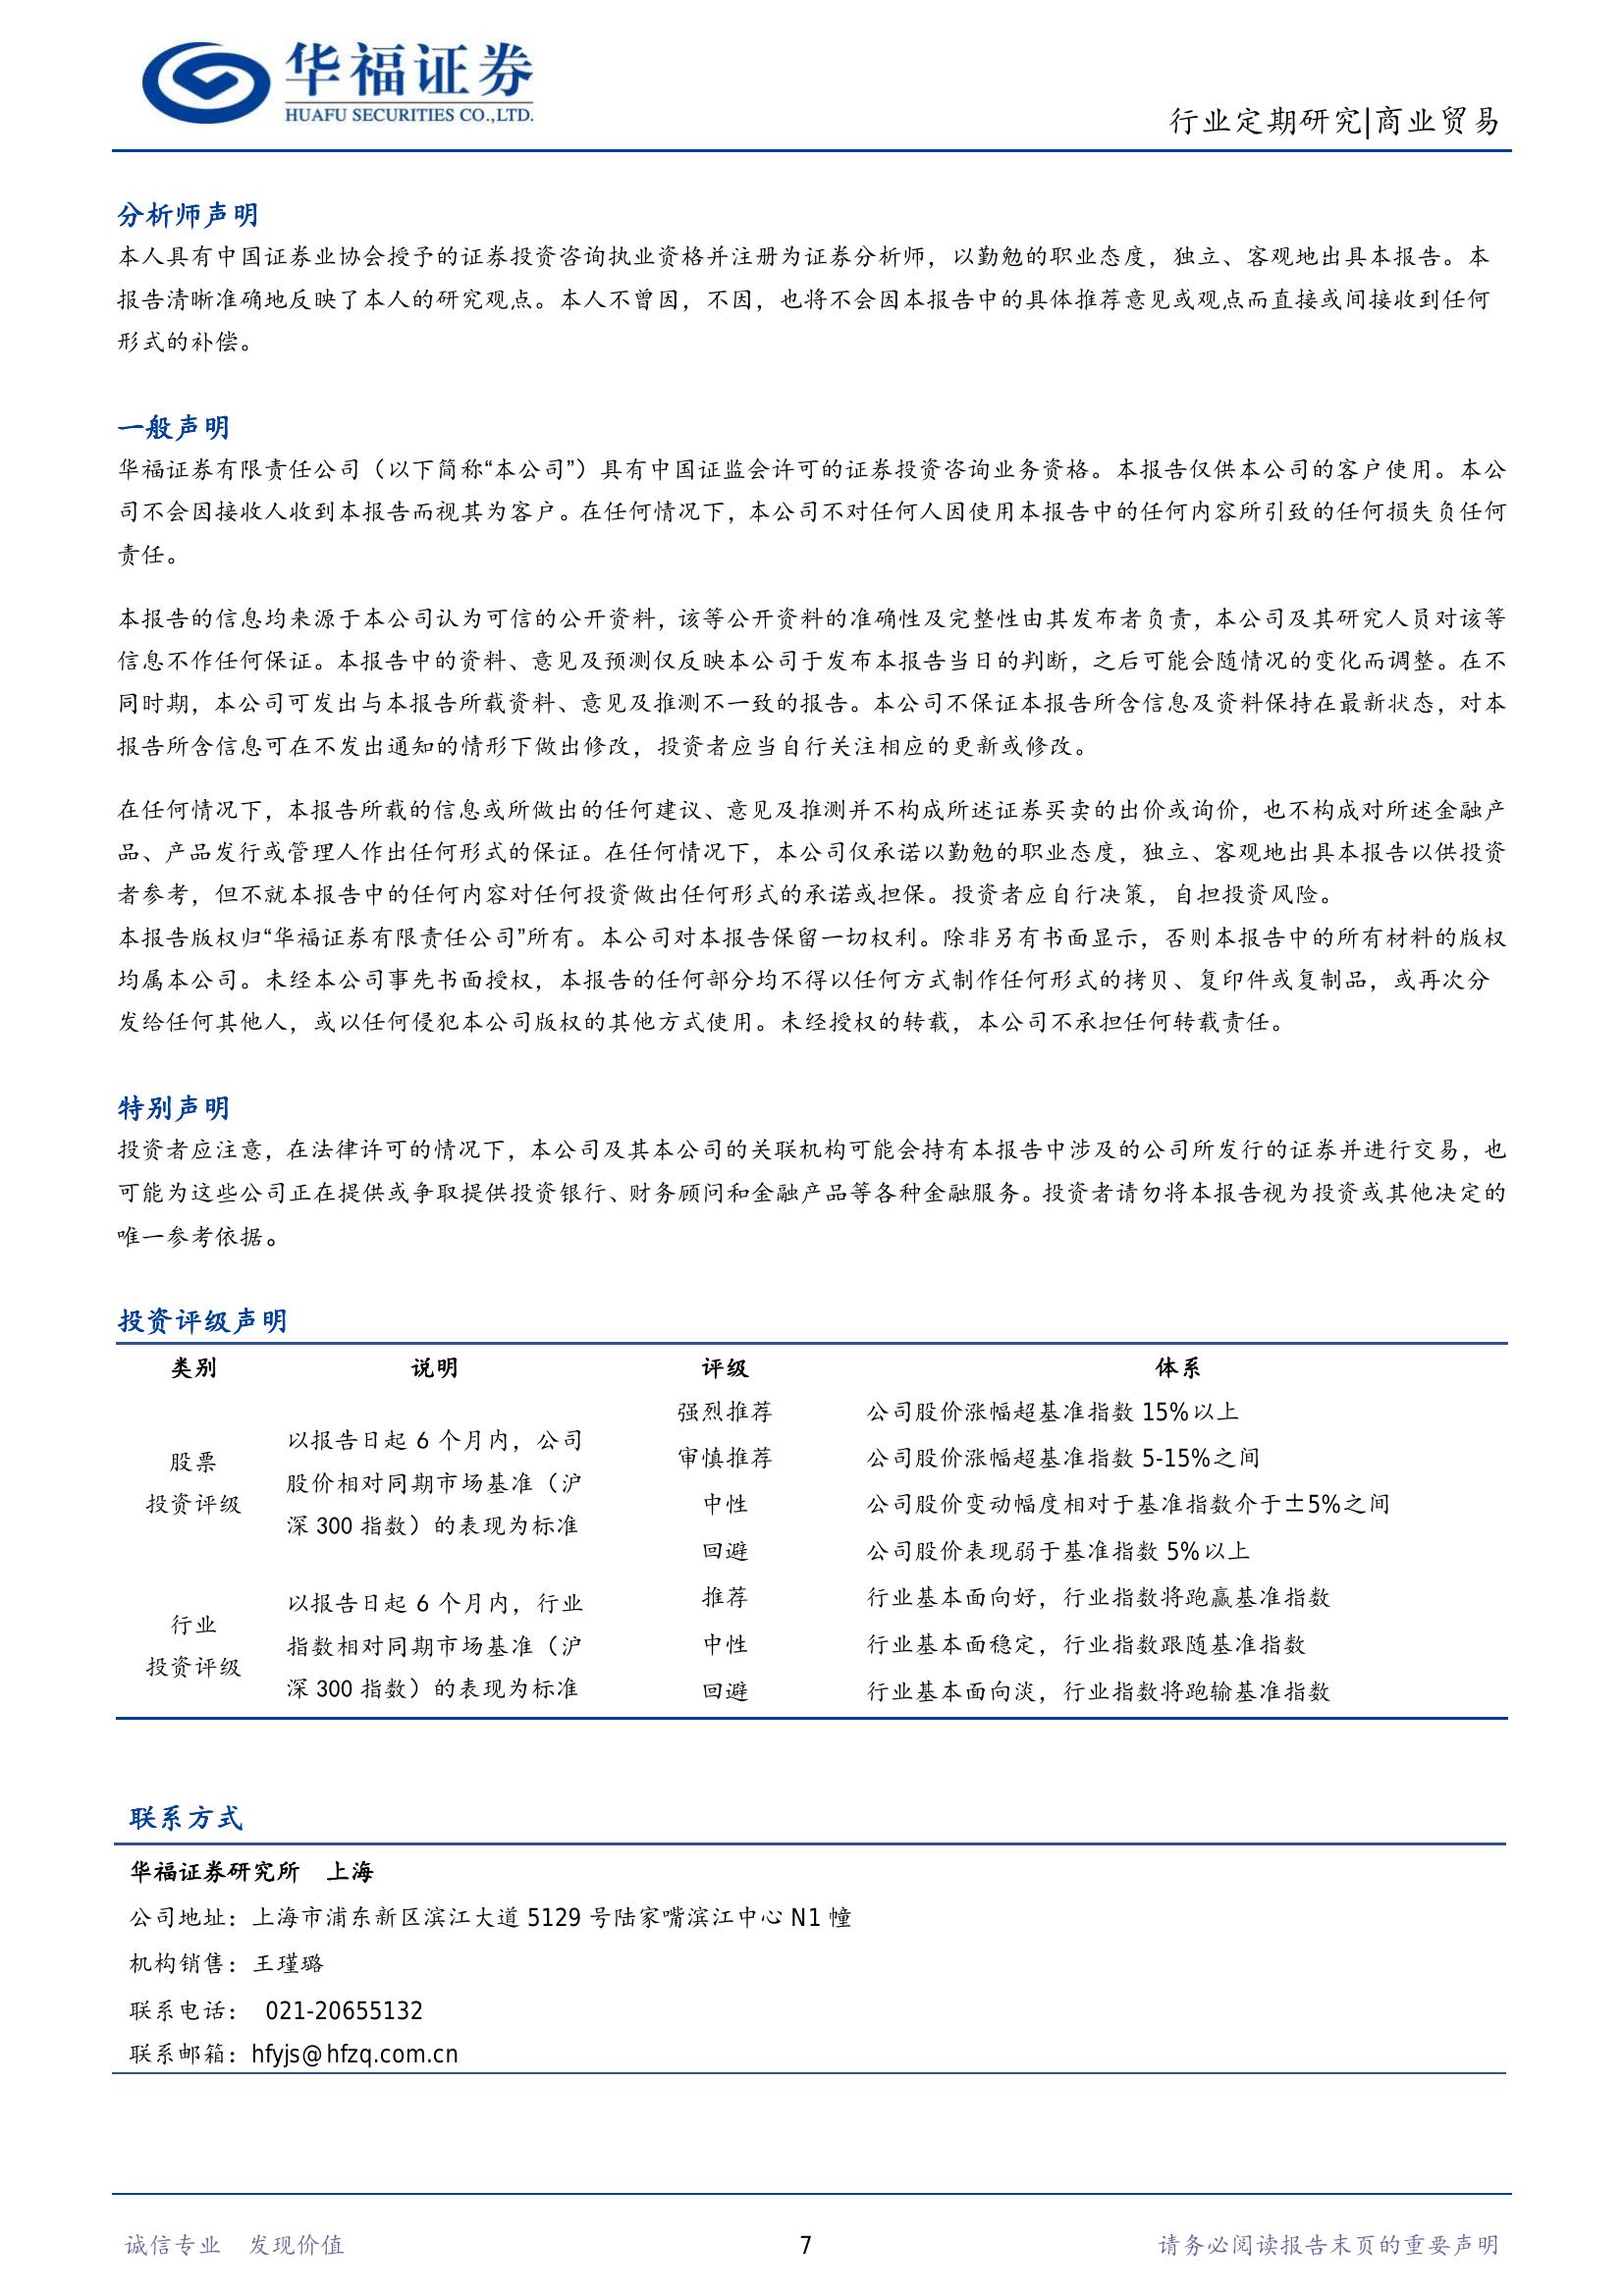 华福证券
HUAFU SECURITIES CO.,LTD.
行业定期研究|商业贸易
分析师声明
本人具有中国证券业协会授予的证券投资咨询执业资格并注册为证券分析师，以勤勉的职业态度，独立、客观地出具本报告。本
报告清晰准确地反映了本人的研究观点。本人不曾因，不因，也将不会因本报告中的具体推荐意见或观点而直接或间接收到任何
形式的补偿。
一般声明
华福证券有限责任公司（以下简称“本公司”）具有中国证监会许可的证券投资咨询业务资格。本报告仅供本公司的客户使用。本公
司不会因接收人收到本报告而视其为客户。在任何情况下，本公司不对任何人因使用本报告中的任何内容所引致的任何损失负任何
责任。
本报告的信息均来源于本公司认为可信的公开资料，该等公开资料的准确性及完整性由其发布者负责，本公司及其研究人员对该等
信息不作任何保证。本报告中的资料、意见及预测仅反映本公司于发布本报告当日的判断，之后可能会随情况的变化而调整。在不
同时期，本公司可发出与本报告所载资料、意见及推测不一致的报告。本公司不保证本报告所含信息及资料保持在最新状态，对本
报告所含信息可在不发出通知的情形下做出修改，投资者应当自行关注相应的更新或修改。
在任何情况下，本报告所载的信息或所做出的任何建议、意见及推测并不构成所述证券买卖的出价或询价，也不构成对所述金融产
品、产品发行或管理人作出任何形式的保证。在任何情况下，本公司仅承诺以勤勉的职业态度，独立、客观地出具本报告以供投资
者参考，但不就本报告中的任何内容对任何投资做出任何形式的承诺或担保。投资者应自行决策，自担投资风险。
本报告版权归“华福证券有限责任公司”所有。本公司对本报告保留一切权利。除非另有书面显示，否则本报告中的所有材料的版权
均属本公司。未经本公司事先书面授权，本报告的任何部分均不得以任何方式制作任何形式的拷贝、复印件或复制品，或再次分
发给任何其他人，或以任何侵犯本公司版权的其他方式使用。未经授权的转载，本公司不承担任何转载责任。
特别声明
投资者应注意，在法律许可的情况下，本公司及其本公司的关联机构可能会持有本报告中涉及的公司所发行的证券并进行交易，也
可能为这些公司正在提供或争取提供投资银行、财务顾问和金融产品等各种金融服务。投资者请勿将本报告视为投资或其他决定的
唯一参考依据。
投资评级声明
类别 说明 评级 体系
股票
投资评级
以报告日起 6 个月内，公司
股价相对同期市场基准（沪
深 300 指数）的表现为标准
强烈推荐 公司股价涨幅超基准指数 15%以上
审慎推荐 公司股价涨幅超基准指数 5-15%之间
中性 公司股价变动幅度相对于基准指数介于±5%之间
回避 公司股价表现弱于基准指数 5%以上
行业
投资评级
以报告日起 6 个月内，行业
指数相对同期市场基准（沪
深 300 指数）的表现为标准
推荐 行业基本面向好，行业指数将跑赢基准指数
中性 行业基本面稳定，行业指数跟随基准指数
回避 行业基本面向淡，行业指数将跑输基准指数
联系方式
华福证券研究所 上海
公司地址：上海市浦东新区滨江大道 5129 号陆家嘴滨江中心 N1 幢
机构销售：王瑾璐
联系电话： 021-20655132
联系邮箱：hfyjs@hfzq.com.cn
诚信专业 发现价值
7
请务必阅读报告末页的重要声明